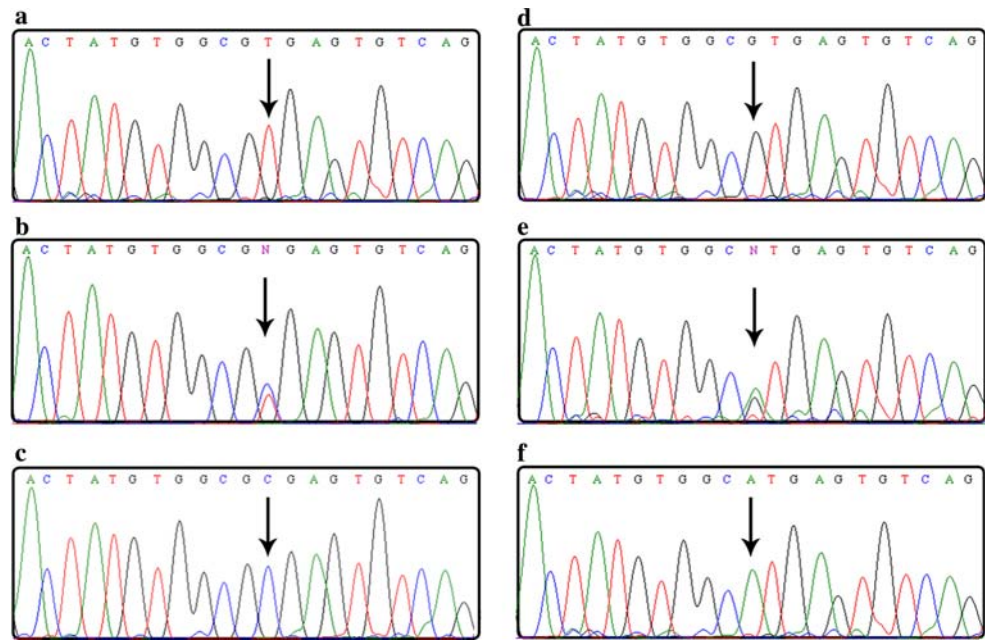 a
A C T A T G T G G C G T G A G T G T C A G
b
A C T A T G T G G C G N G A G T G T C A G
c
A C T A T G T G G C G C G A G T G T C A G
d
A C T A T G T G G C G T G A G T G T C A G
e
A C T A T G T G G C N T G A G T G T C A G
f
A C T A T G T G G C A T G A G T G T C A G